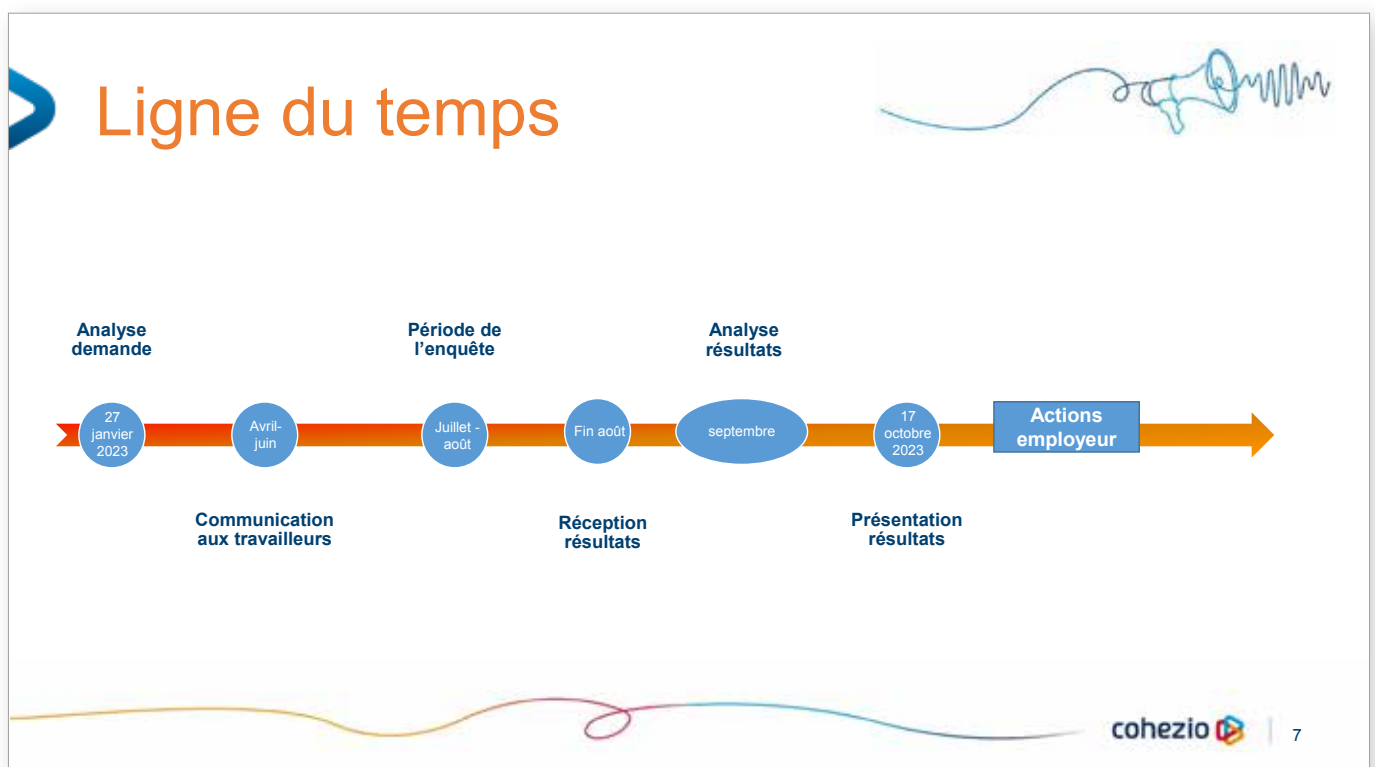 Ligne du temps
Analyse
demande
Période de
l’enquête
Analyse
résultats
27
janvier
2023
Avril-
juin
Juillet -
août
Fin août
septembre
17
octobre
2023
Actions
employeur
Communication
aux travailleurs
Réception
résultats
Présentation
résultats
cohezio
7